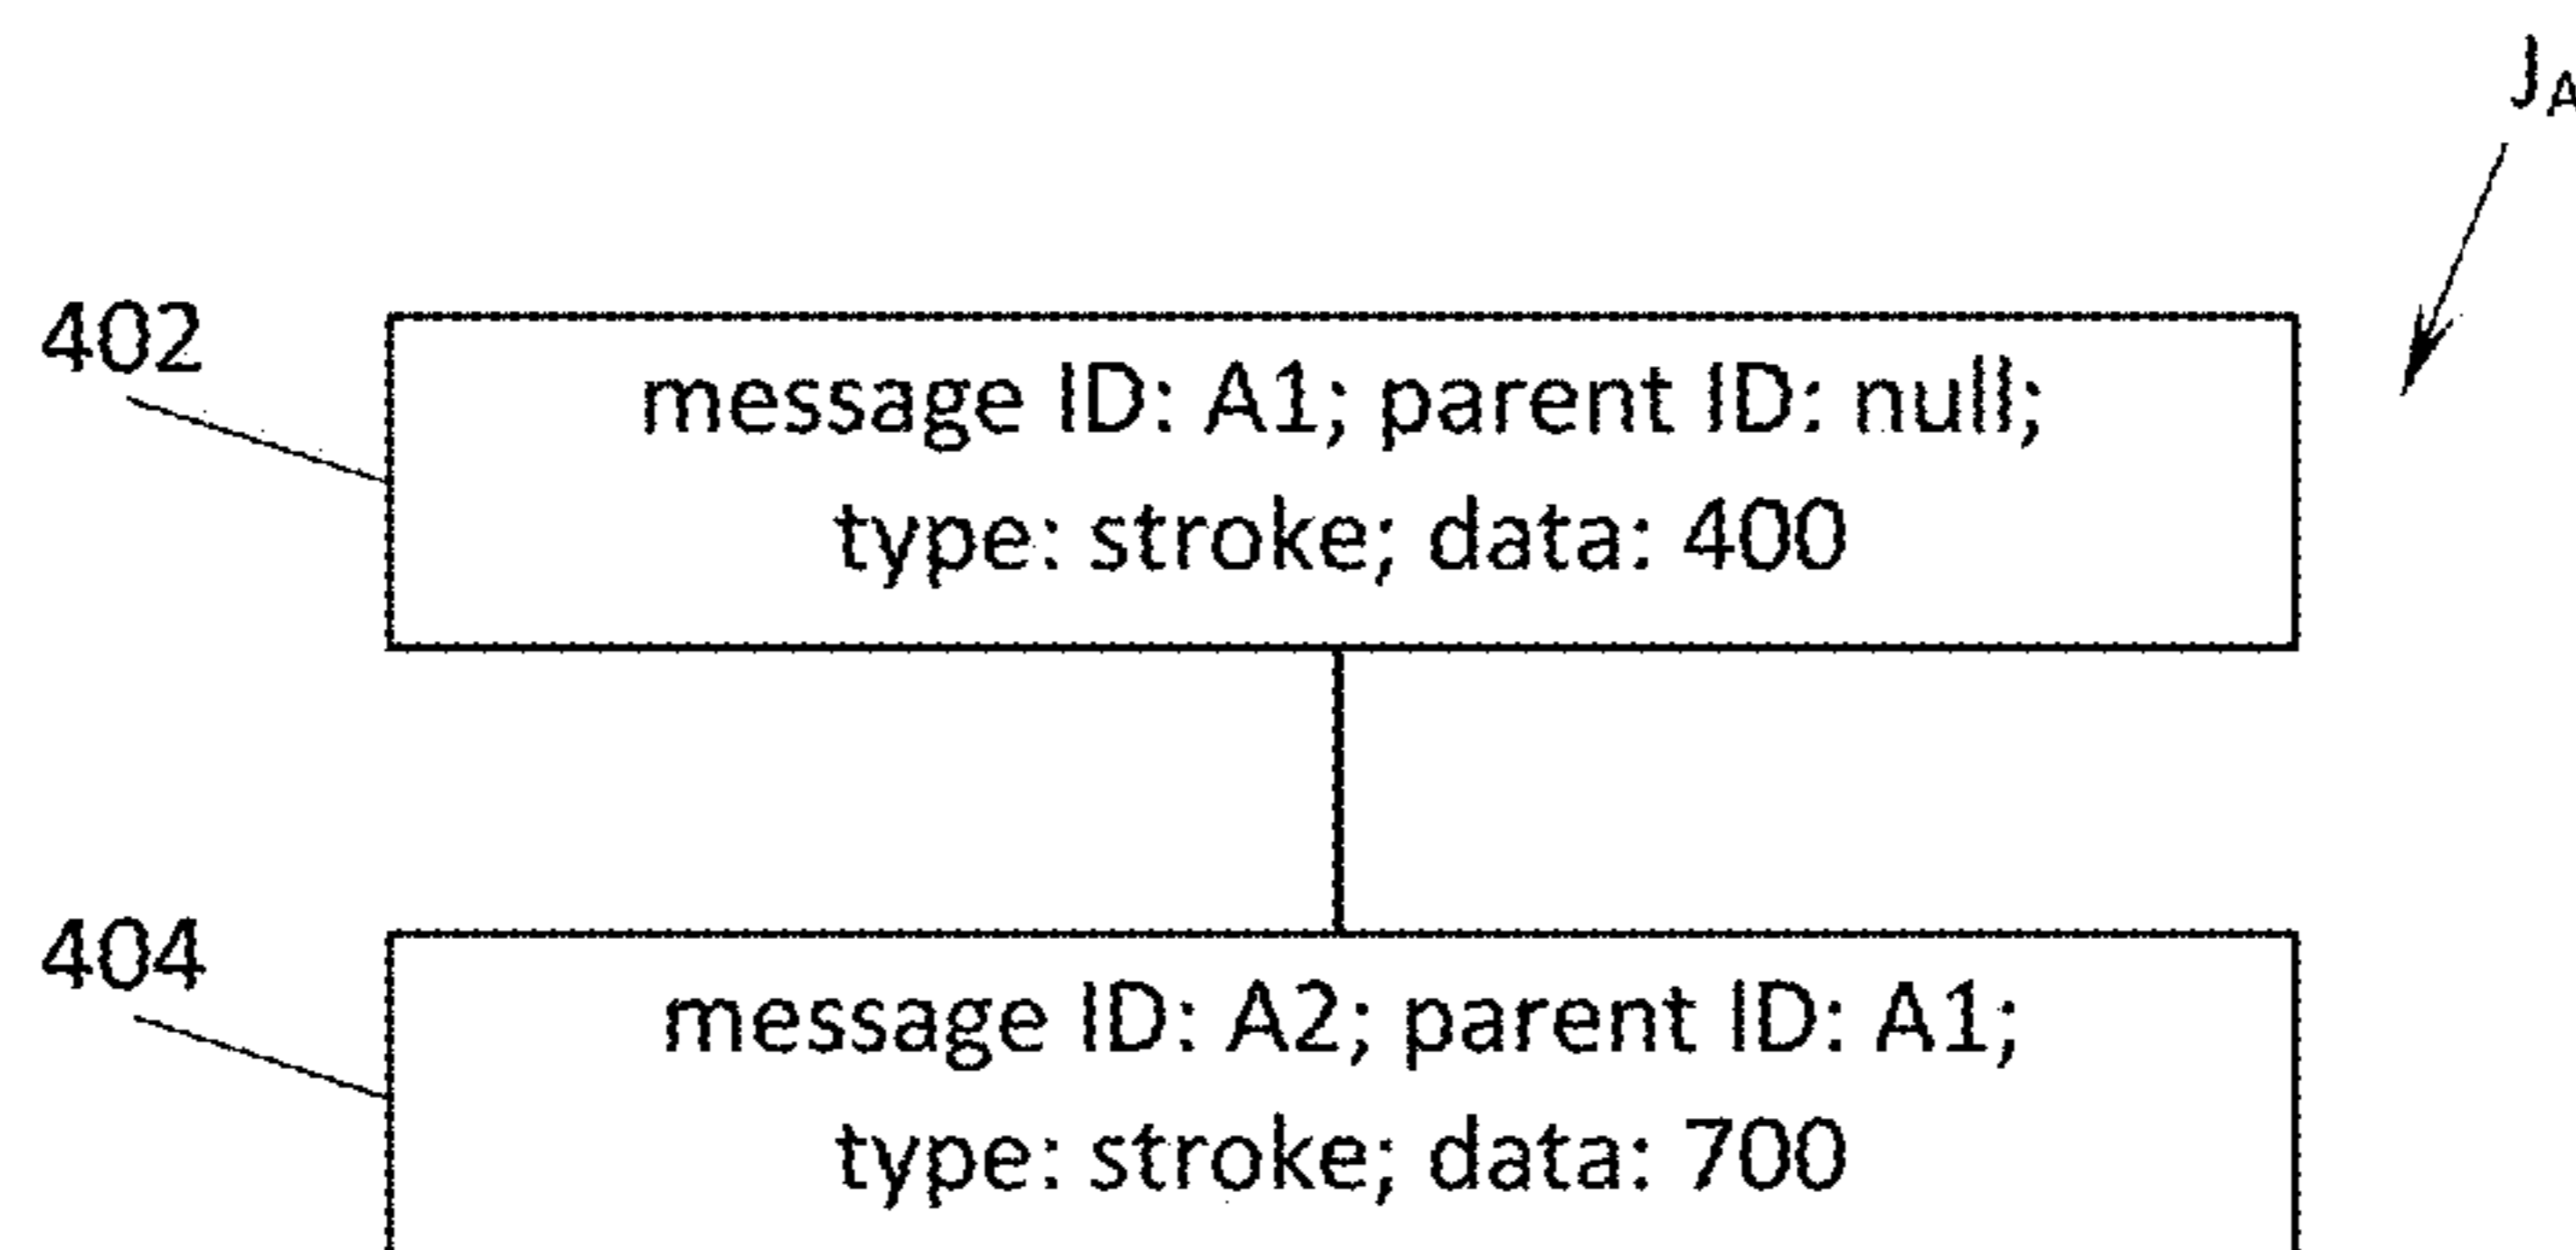 J_A
402
message ID: A1; parent ID: null;
type: stroke; data: 400
404
message ID: A2; parent ID: A1;
type: stroke; data: 700